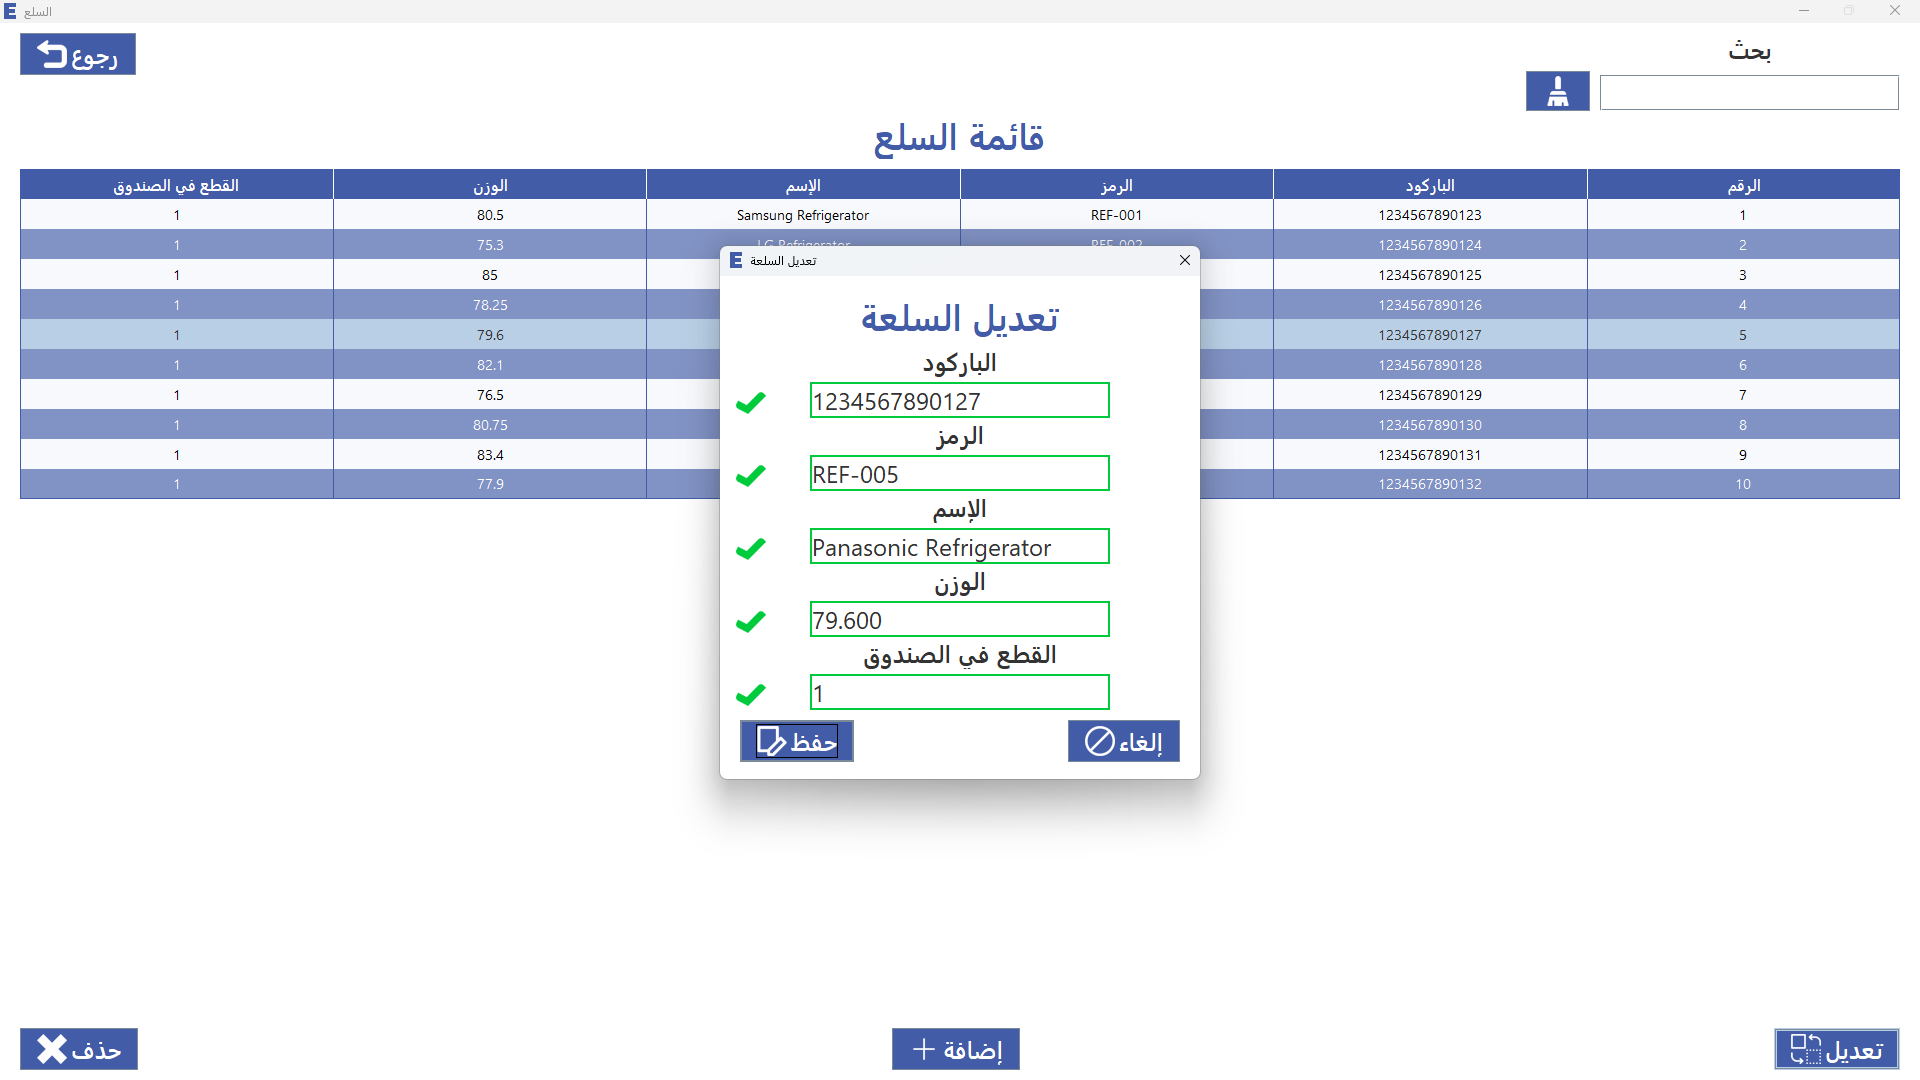 السلع
رجوع
بحث
قائمة السلع
الرقم الباركود الرمز الإسم الوزن القطع في الصندوق
1 1234567890123 REF-001 Samsung Refrigerator 80.5 1
2 1234567890124 REF-002 LG Refrigerator 75.3 1
3 1234567890125 85 1
4 1234567890126 78.25 1
5 1234567890127 79.6 1
6 1234567890128 82.1 1
7 1234567890129 76.5 1
8 1234567890130 80.75 1
9 1234567890131 83.4 1
10 1234567890132 77.9 1
تعديل السلعة
تعديل السلعة
الباركود
1234567890127
الرمز
REF-005
الإسم
Panasonic Refrigerator
الوزن
79.600
القطع في الصندوق
1
إلغاء
حفظ
تعديل
إضافة
حذف